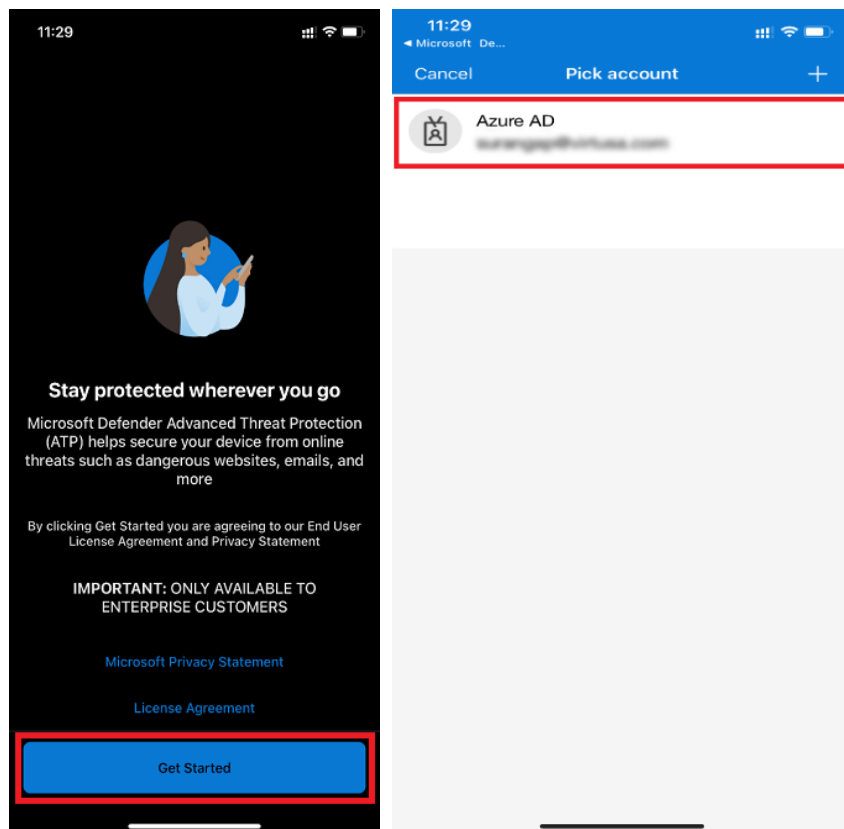 11:29
Stay protected wherever you go
Microsoft Defender Advanced Threat Protection
(ATP) helps secure your device from online
threats such as dangerous websites, emails, and
more
By clicking Get Started you are agreeing to our End User
License Agreement and Privacy Statement
IMPORTANT: ONLY AVAILABLE TO
ENTERPRISE CUSTOMERS
Microsoft Privacy Statement
License Agreement
Get Started
11:29
◄ Microsoft De...
Cancel Pick account +
Azure AD